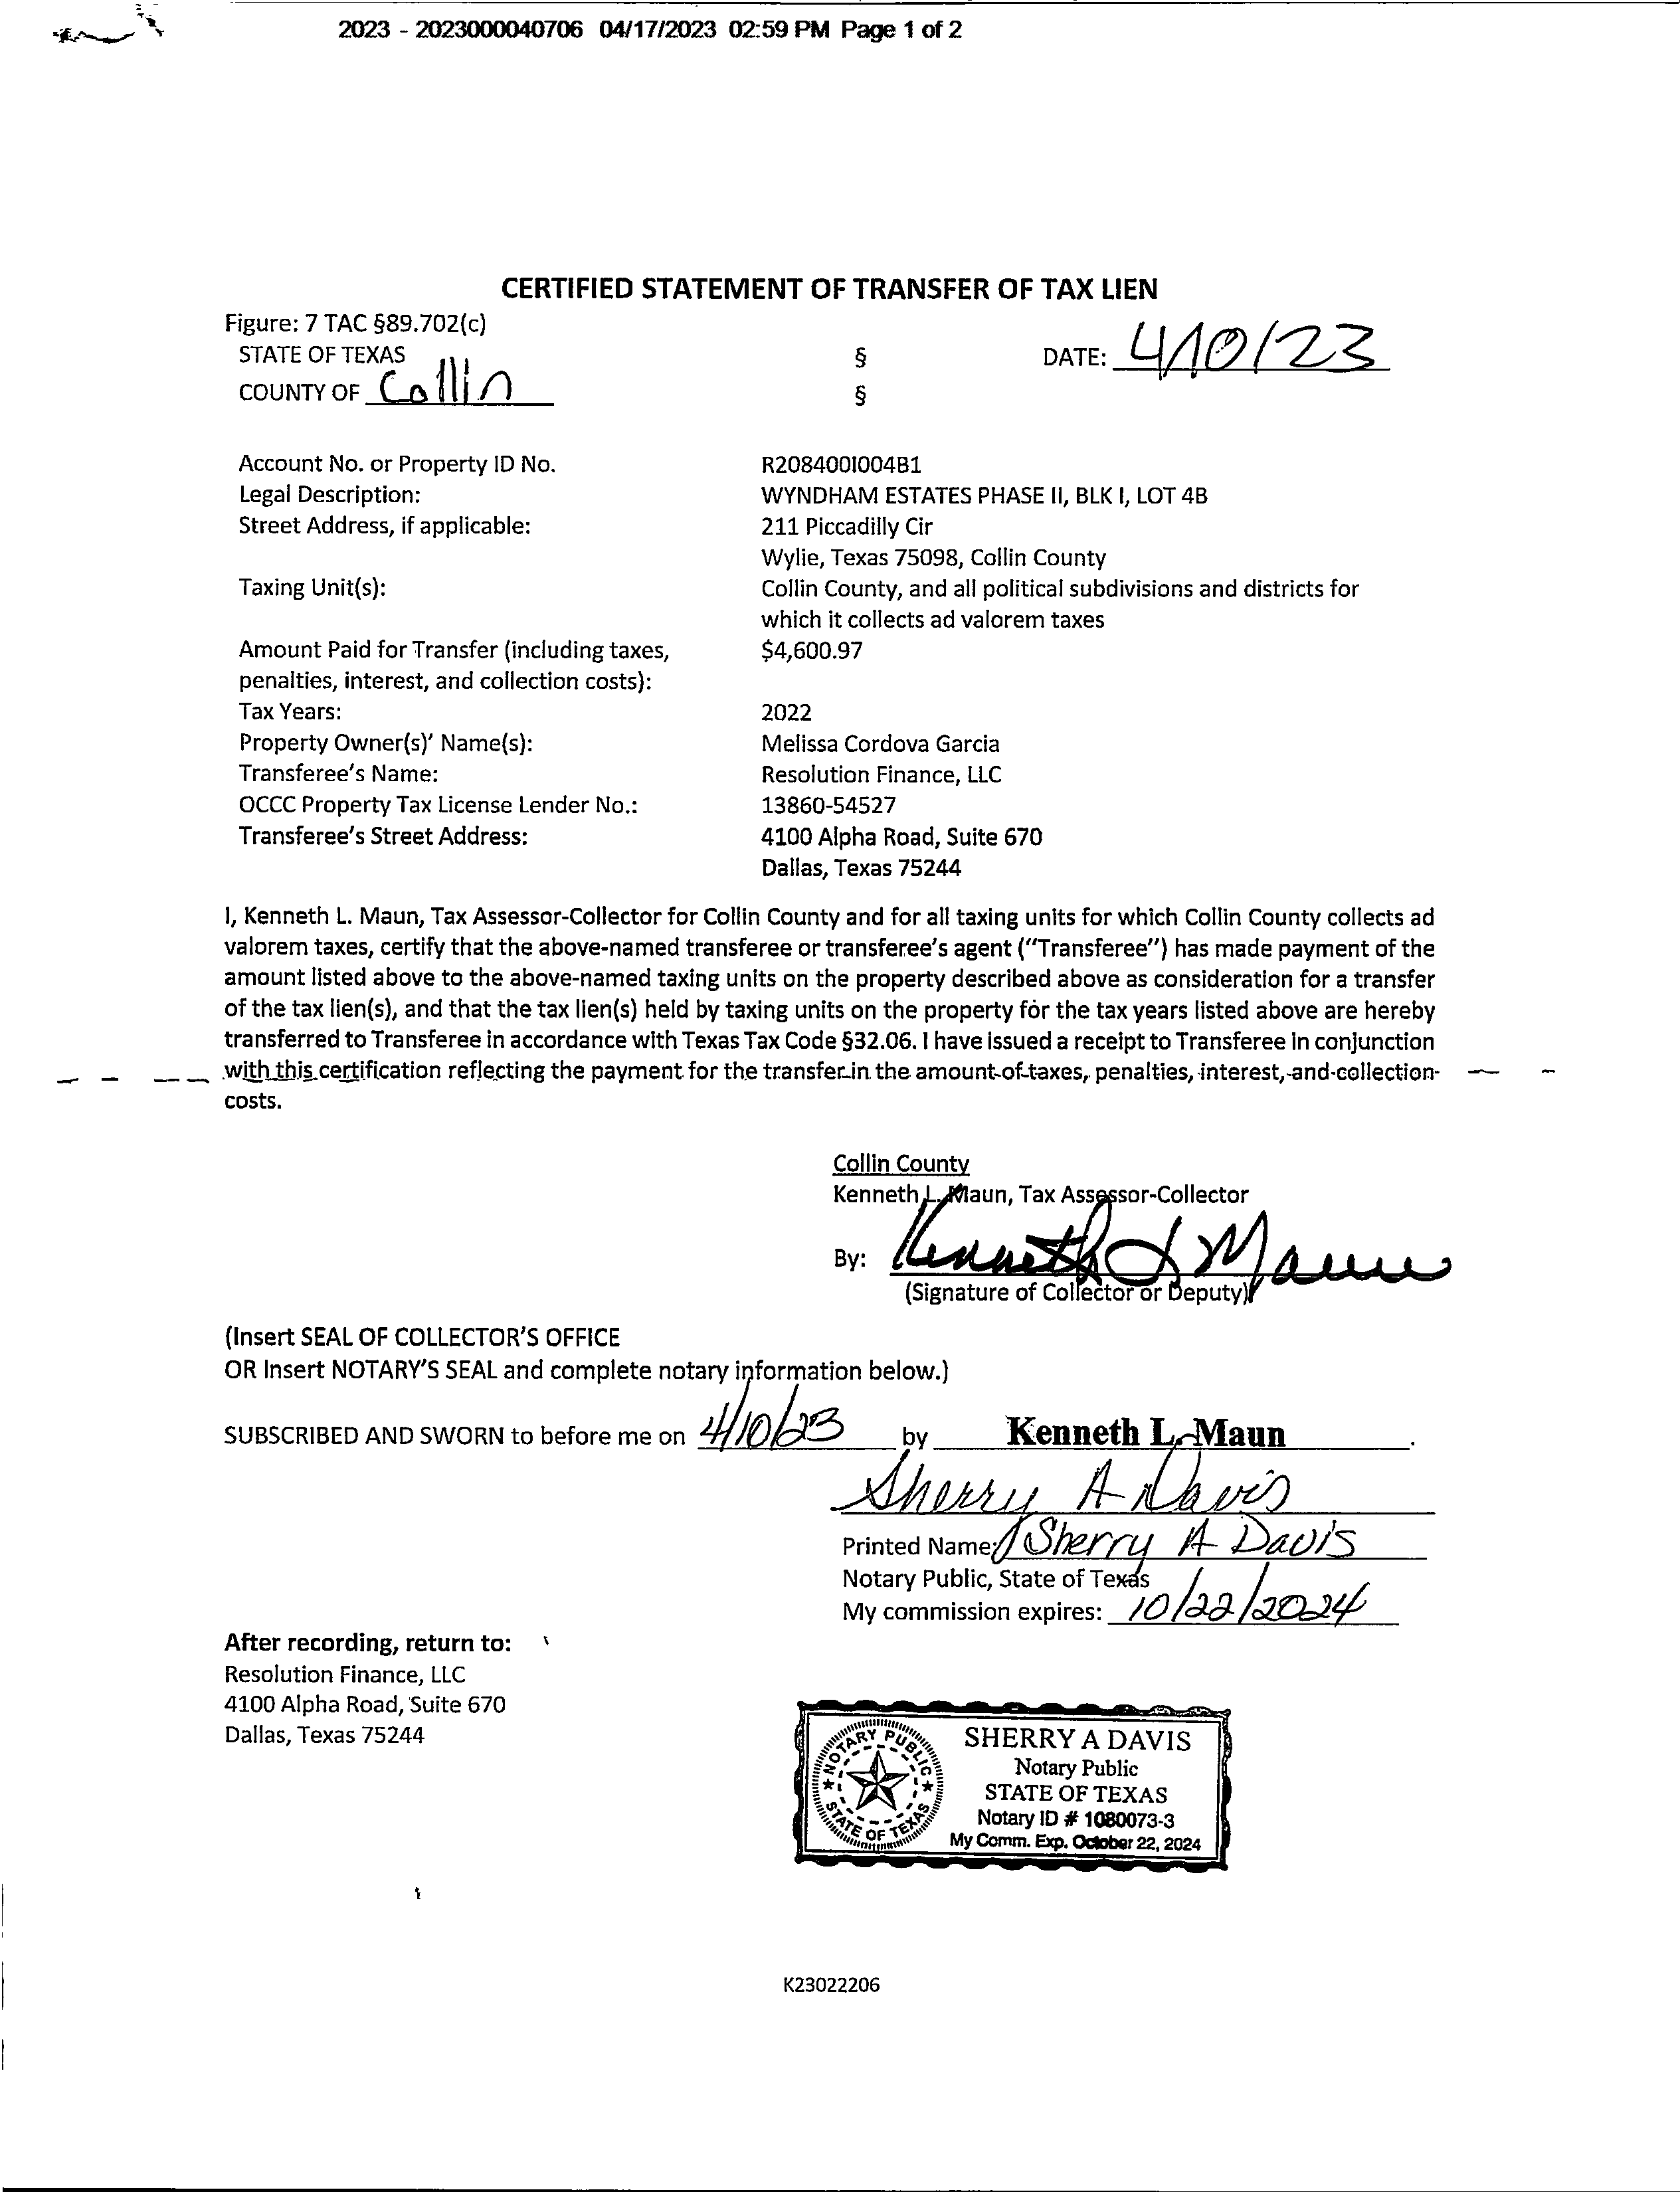 2023 - 2023000040706 04/17/2023 02:59 PM Page 1 of 2
CERTIFIED STATEMENT OF TRANSFER OF TAX LIEN
Figure: 7 TAC §89.702(c)
STATE OF TEXAS § DATE: 4/10/23
COUNTY OF Collin §
Account No. or Property ID No. R2084001004B1
Legal Description: WYNDHAM ESTATES PHASE II, BLK I, LOT 4B
Street Address, if applicable: 211 Piccadilly Cir
Wylie, Texas 75098, Collin County
Taxing Unit(s): Collin County, and all political subdivisions and districts for
which it collects ad valorem taxes
Amount Paid for Transfer (including taxes, $4,600.97
penalties, interest, and collection costs):
Tax Years: 2022
Property Owner(s)' Name(s): Melissa Cordova Garcia
Transferee's Name: Resolution Finance, LLC
OCCC Property Tax License Lender No.: 13860-54527
Transferee's Street Address: 4100 Alpha Road, Suite 670
Dallas, Texas 75244
I, Kenneth L. Maun, Tax Assessor-Collector for Collin County and for all taxing units for which Collin County collects ad
valorem taxes, certify that the above-named transferee or transferee's agent ("Transferee") has made payment of the
amount listed above to the above-named taxing units on the property described above as consideration for a transfer
of the tax lien(s), and that the tax lien(s) held by taxing units on the property for the tax years listed above are hereby
transferred to Transferee in accordance with Texas Tax Code §32.06. I have issued a receipt to Transferee in conjunction
with this certification reflecting the payment for the transfer in the amount of taxes, penalties, interest, and collection
costs.
Collin County
Kenneth L. Maun, Tax Assessor-Collector
By: Kenneth L Maun
(Signature of Collector or Deputy)
(Insert SEAL OF COLLECTOR'S OFFICE
OR Insert NOTARY'S SEAL and complete notary information below.)
SUBSCRIBED AND SWORN to before me on 4/10/23 by Kenneth L. Maun.
Sherry A Davis
Printed Name: Sherry A Davis
Notary Public, State of Texas
My commission expires: 10/22/2024
After recording, return to:
Resolution Finance, LLC
4100 Alpha Road, Suite 670
Dallas, Texas 75244
NOTARY PUBLIC
STATE OF TEXAS
SHERRY A DAVIS
Notary Public
STATE OF TEXAS
Notary ID # 1080073-3
My Comm. Exp. October 22, 2024
K23022206